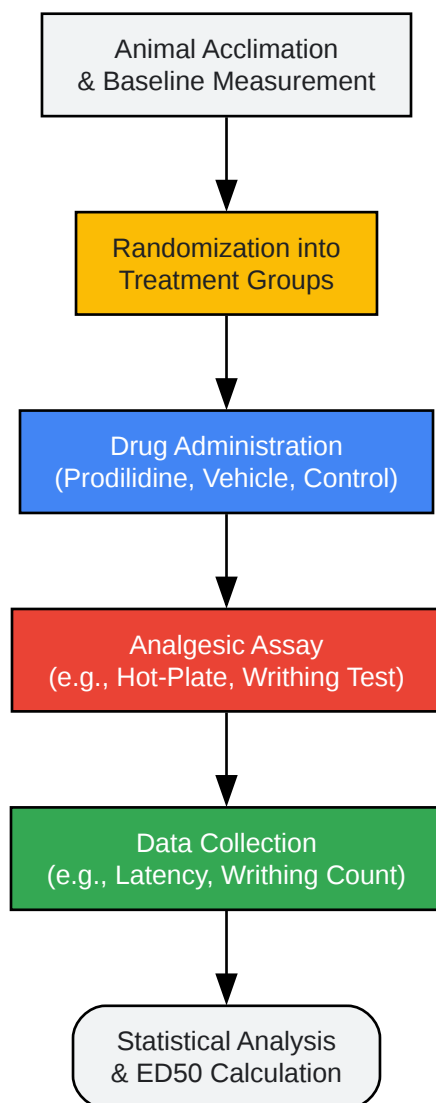 Animal Acclimation
& Baseline Measurement
Randomization into
Treatment Groups
Drug Administration
(Prodilidine, Vehicle, Control)
Analgesic Assay
(e.g., Hot-Plate, Writhing Test)
Data Collection
(e.g., Latency, Writhing Count)
Statistical Analysis
& ED50 Calculation